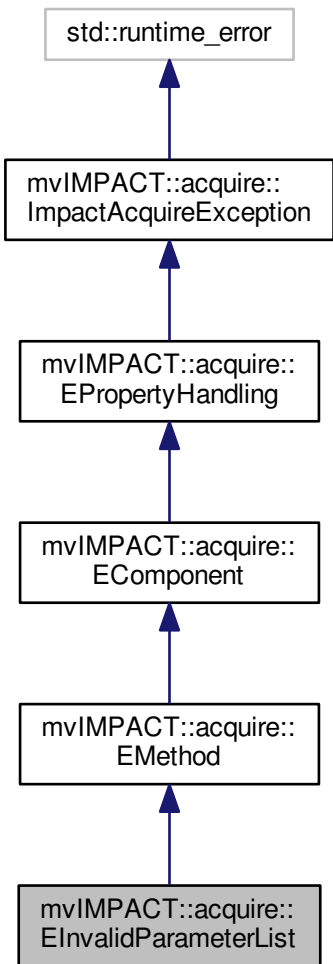 std::runtime_error
mvIMPACT::acquire::
ImpactAcquireException
mvIMPACT::acquire::
EPropertyHandling
mvIMPACT::acquire::
EComponent
mvIMPACT::acquire::
EMethod
mvIMPACT::acquire::
EInvalidParameterList